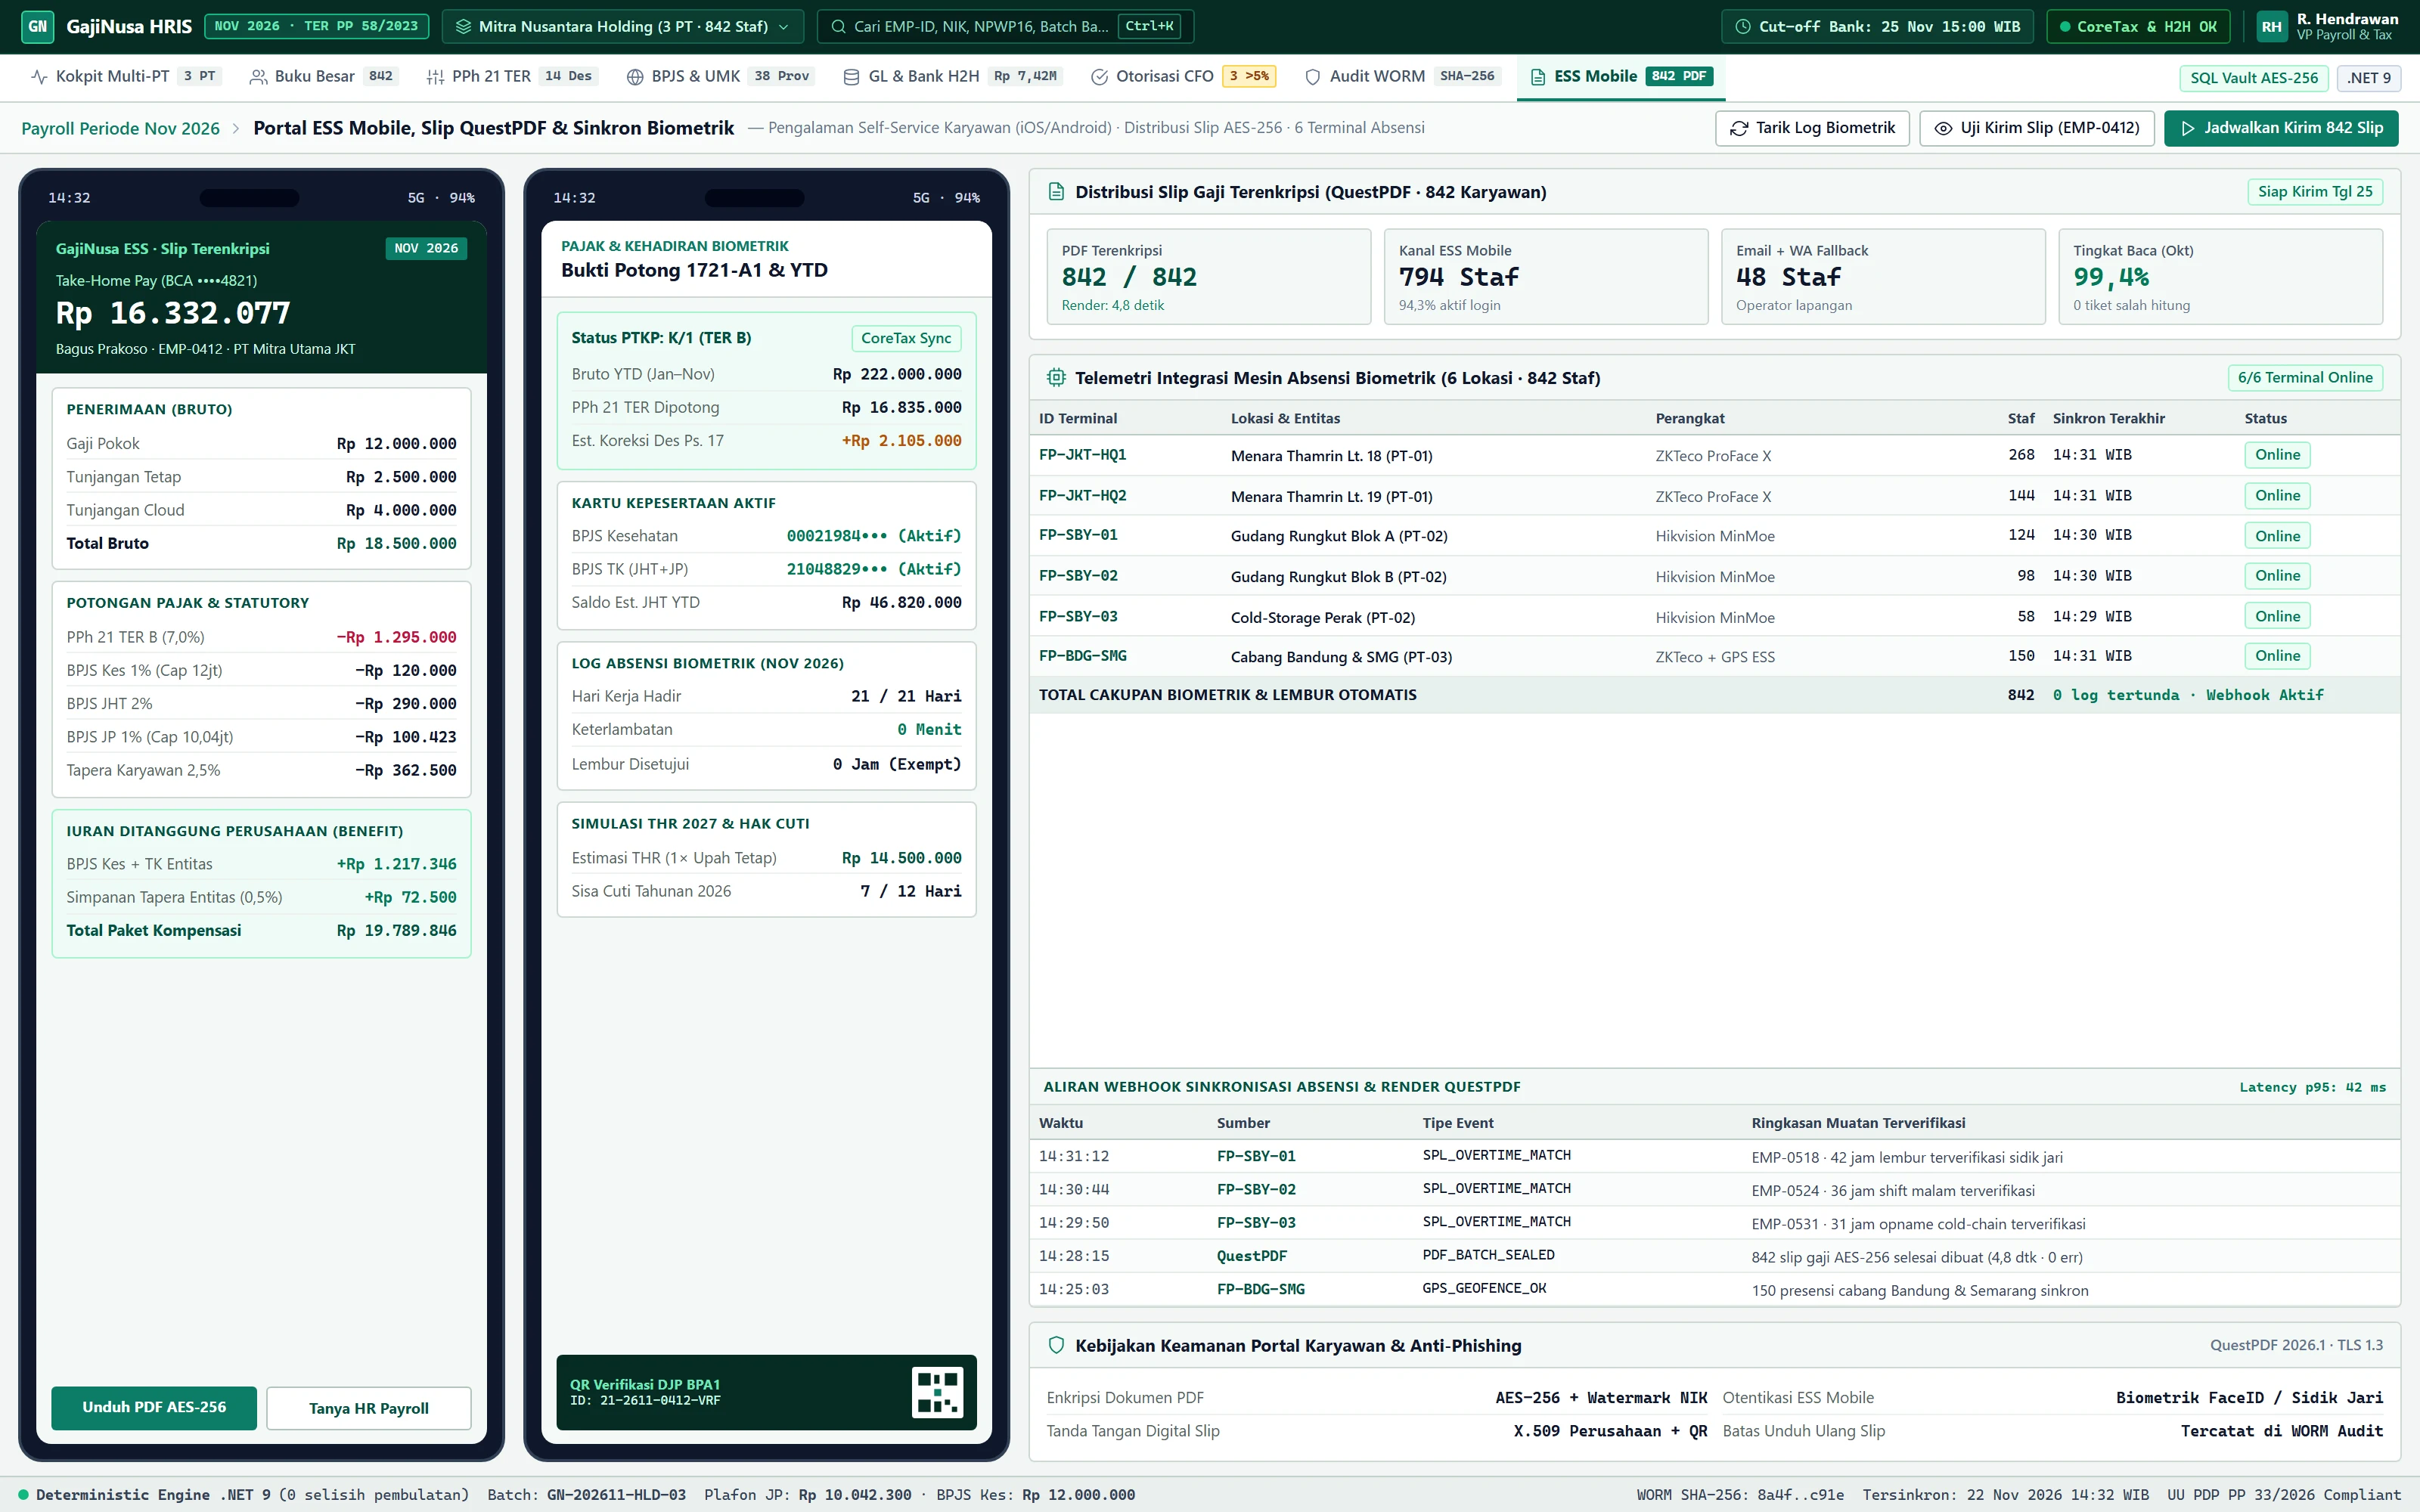 GN GajiNusa HRIS NOV 2026 · TER PP 58/2023 Mitra Nusantara Holding (3 PT · 842 Staf) Cari EMP-ID, NIK, NPWP16, Batch Ba... Ctrl+K Cut-off Bank: 25 Nov 15:00 WIB CoreTax & H2H OK RH R. Hendrawan
VP Payroll & Tax
Kokpit Multi-PT 3 PT Buku Besar 842 PPh 21 TER 14 Des BPJS & UMK 38 Prov GL & Bank H2H Rp 7,42M Otorisasi CFO 3 >5% Audit WORM SHA-256 ESS Mobile 842 PDF SQL Vault AES-256 .NET 9
Payroll Periode Nov 2026 > Portal ESS Mobile, Slip QuestPDF & Sinkron Biometrik — Pengalaman Self-Service Karyawan (iOS/Android) · Distribusi Slip AES-256 · 6 Terminal Absensi Tarik Log Biometrik Uji Kirim Slip (EMP-0412) Jadwalkan Kirim 842 Slip
14:32 5G · 94%
GajiNusa ESS · Slip Terenkripsi NOV 2026
Take-Home Pay (BCA ••••4821)
Rp 16.332.077
Bagus Prakoso · EMP-0412 · PT Mitra Utama JKT
PENERIMAAN (BRUTO)
Gaji Pokok Rp 12.000.000
Tunjangan Tetap Rp 2.500.000
Tunjangan Cloud Rp 4.000.000
Total Bruto Rp 18.500.000
POTONGAN PAJAK & STATUTORY
PPh 21 TER B (7,0%) −Rp 1.295.000
BPJS Kes 1% (Cap 12jt) −Rp 120.000
BPJS JHT 2% −Rp 290.000
BPJS JP 1% (Cap 10,04jt) −Rp 100.423
Tapera Karyawan 2,5% −Rp 362.500
IURAN DITANGGUNG PERUSAHAAN (BENEFIT)
BPJS Kes + TK Entitas +Rp 1.217.346
Simpanan Tapera Entitas (0,5%) +Rp 72.500
Total Paket Kompensasi Rp 19.789.846
Unduh PDF AES-256 Tanya HR Payroll
14:32 5G · 94%
PAJAK & KEHADIRAN BIOMETRIK
Bukti Potong 1721-A1 & YTD
Status PTKP: K/1 (TER B) CoreTax Sync
Bruto YTD (Jan–Nov) Rp 222.000.000
PPh 21 TER Dipotong Rp 16.835.000
Est. Koreksi Des Ps. 17 +Rp 2.105.000
KARTU KEPESERTAAN AKTIF
BPJS Kesehatan 00021984••• (Aktif)
BPJS TK (JHT+JP) 21048829••• (Aktif)
Saldo Est. JHT YTD Rp 46.820.000
LOG ABSENSI BIOMETRIK (NOV 2026)
Hari Kerja Hadir 21 / 21 Hari
Keterlambatan 0 Menit
Lembur Disetujui 0 Jam (Exempt)
SIMULASI THR 2027 & HAK CUTI
Estimasi THR (1× Upah Tetap) Rp 14.500.000
Sisa Cuti Tahunan 2026 7 / 12 Hari
QR Verifikasi DJP BPA1
ID: 21-2611-0412-VRF
Distribusi Slip Gaji Terenkripsi (QuestPDF · 842 Karyawan) Siap Kirim Tgl 25
PDF Terenkripsi
842 / 842
Render: 4,8 detik
Kanal ESS Mobile
794 Staf
94,3% aktif login
Email + WA Fallback
48 Staf
Operator lapangan
Tingkat Baca (Okt)
99,4%
0 tiket salah hitung
Telemetri Integrasi Mesin Absensi Biometrik (6 Lokasi · 842 Staf) 6/6 Terminal Online
ID Terminal Lokasi & Entitas Perangkat Staf Sinkron Terakhir Status
FP-JKT-HQ1 Menara Thamrin Lt. 18 (PT-01) ZKTeco ProFace X 268 14:31 WIB Online
FP-JKT-HQ2 Menara Thamrin Lt. 19 (PT-01) ZKTeco ProFace X 144 14:31 WIB Online
FP-SBY-01 Gudang Rungkut Blok A (PT-02) Hikvision MinMoe 124 14:30 WIB Online
FP-SBY-02 Gudang Rungkut Blok B (PT-02) Hikvision MinMoe 98 14:30 WIB Online
FP-SBY-03 Cold-Storage Perak (PT-02) Hikvision MinMoe 58 14:29 WIB Online
FP-BDG-SMG Cabang Bandung & SMG (PT-03) ZKTeco + GPS ESS 150 14:31 WIB Online
TOTAL CAKUPAN BIOMETRIK & LEMBUR OTOMATIS 842 0 log tertunda · Webhook Aktif
ALIRAN WEBHOOK SINKRONISASI ABSENSI & RENDER QUESTPDF Latency p95: 42 ms
Waktu Sumber Tipe Event Ringkasan Muatan Terverifikasi
14:31:12 FP-SBY-01 SPL_OVERTIME_MATCH EMP-0518 · 42 jam lembur terverifikasi sidik jari
14:30:44 FP-SBY-02 SPL_OVERTIME_MATCH EMP-0524 · 36 jam shift malam terverifikasi
14:29:50 FP-SBY-03 SPL_OVERTIME_MATCH EMP-0531 · 31 jam opname cold-chain terverifikasi
14:28:15 QuestPDF PDF_BATCH_SEALED 842 slip gaji AES-256 selesai dibuat (4,8 dtk · 0 err)
14:25:03 FP-BDG-SMG GPS_GEOFENCE_OK 150 presensi cabang Bandung & Semarang sinkron
Kebijakan Keamanan Portal Karyawan & Anti-Phishing QuestPDF 2026.1 · TLS 1.3
Enkripsi Dokumen PDF AES-256 + Watermark NIK Otentikasi ESS Mobile Biometrik FaceID / Sidik Jari
Tanda Tangan Digital Slip X.509 Perusahaan + QR Batas Unduh Ulang Slip Tercatat di WORM Audit
Deterministic Engine .NET 9 (0 selisih pembulatan) Batch: GN-202611-HLD-03 Plafon JP: Rp 10.042.300 · BPJS Kes: Rp 12.000.000 WORM SHA-256: 8a4f..c91e Tersinkron: 22 Nov 2026 14:32 WIB UU PDP PP 33/2026 Compliant